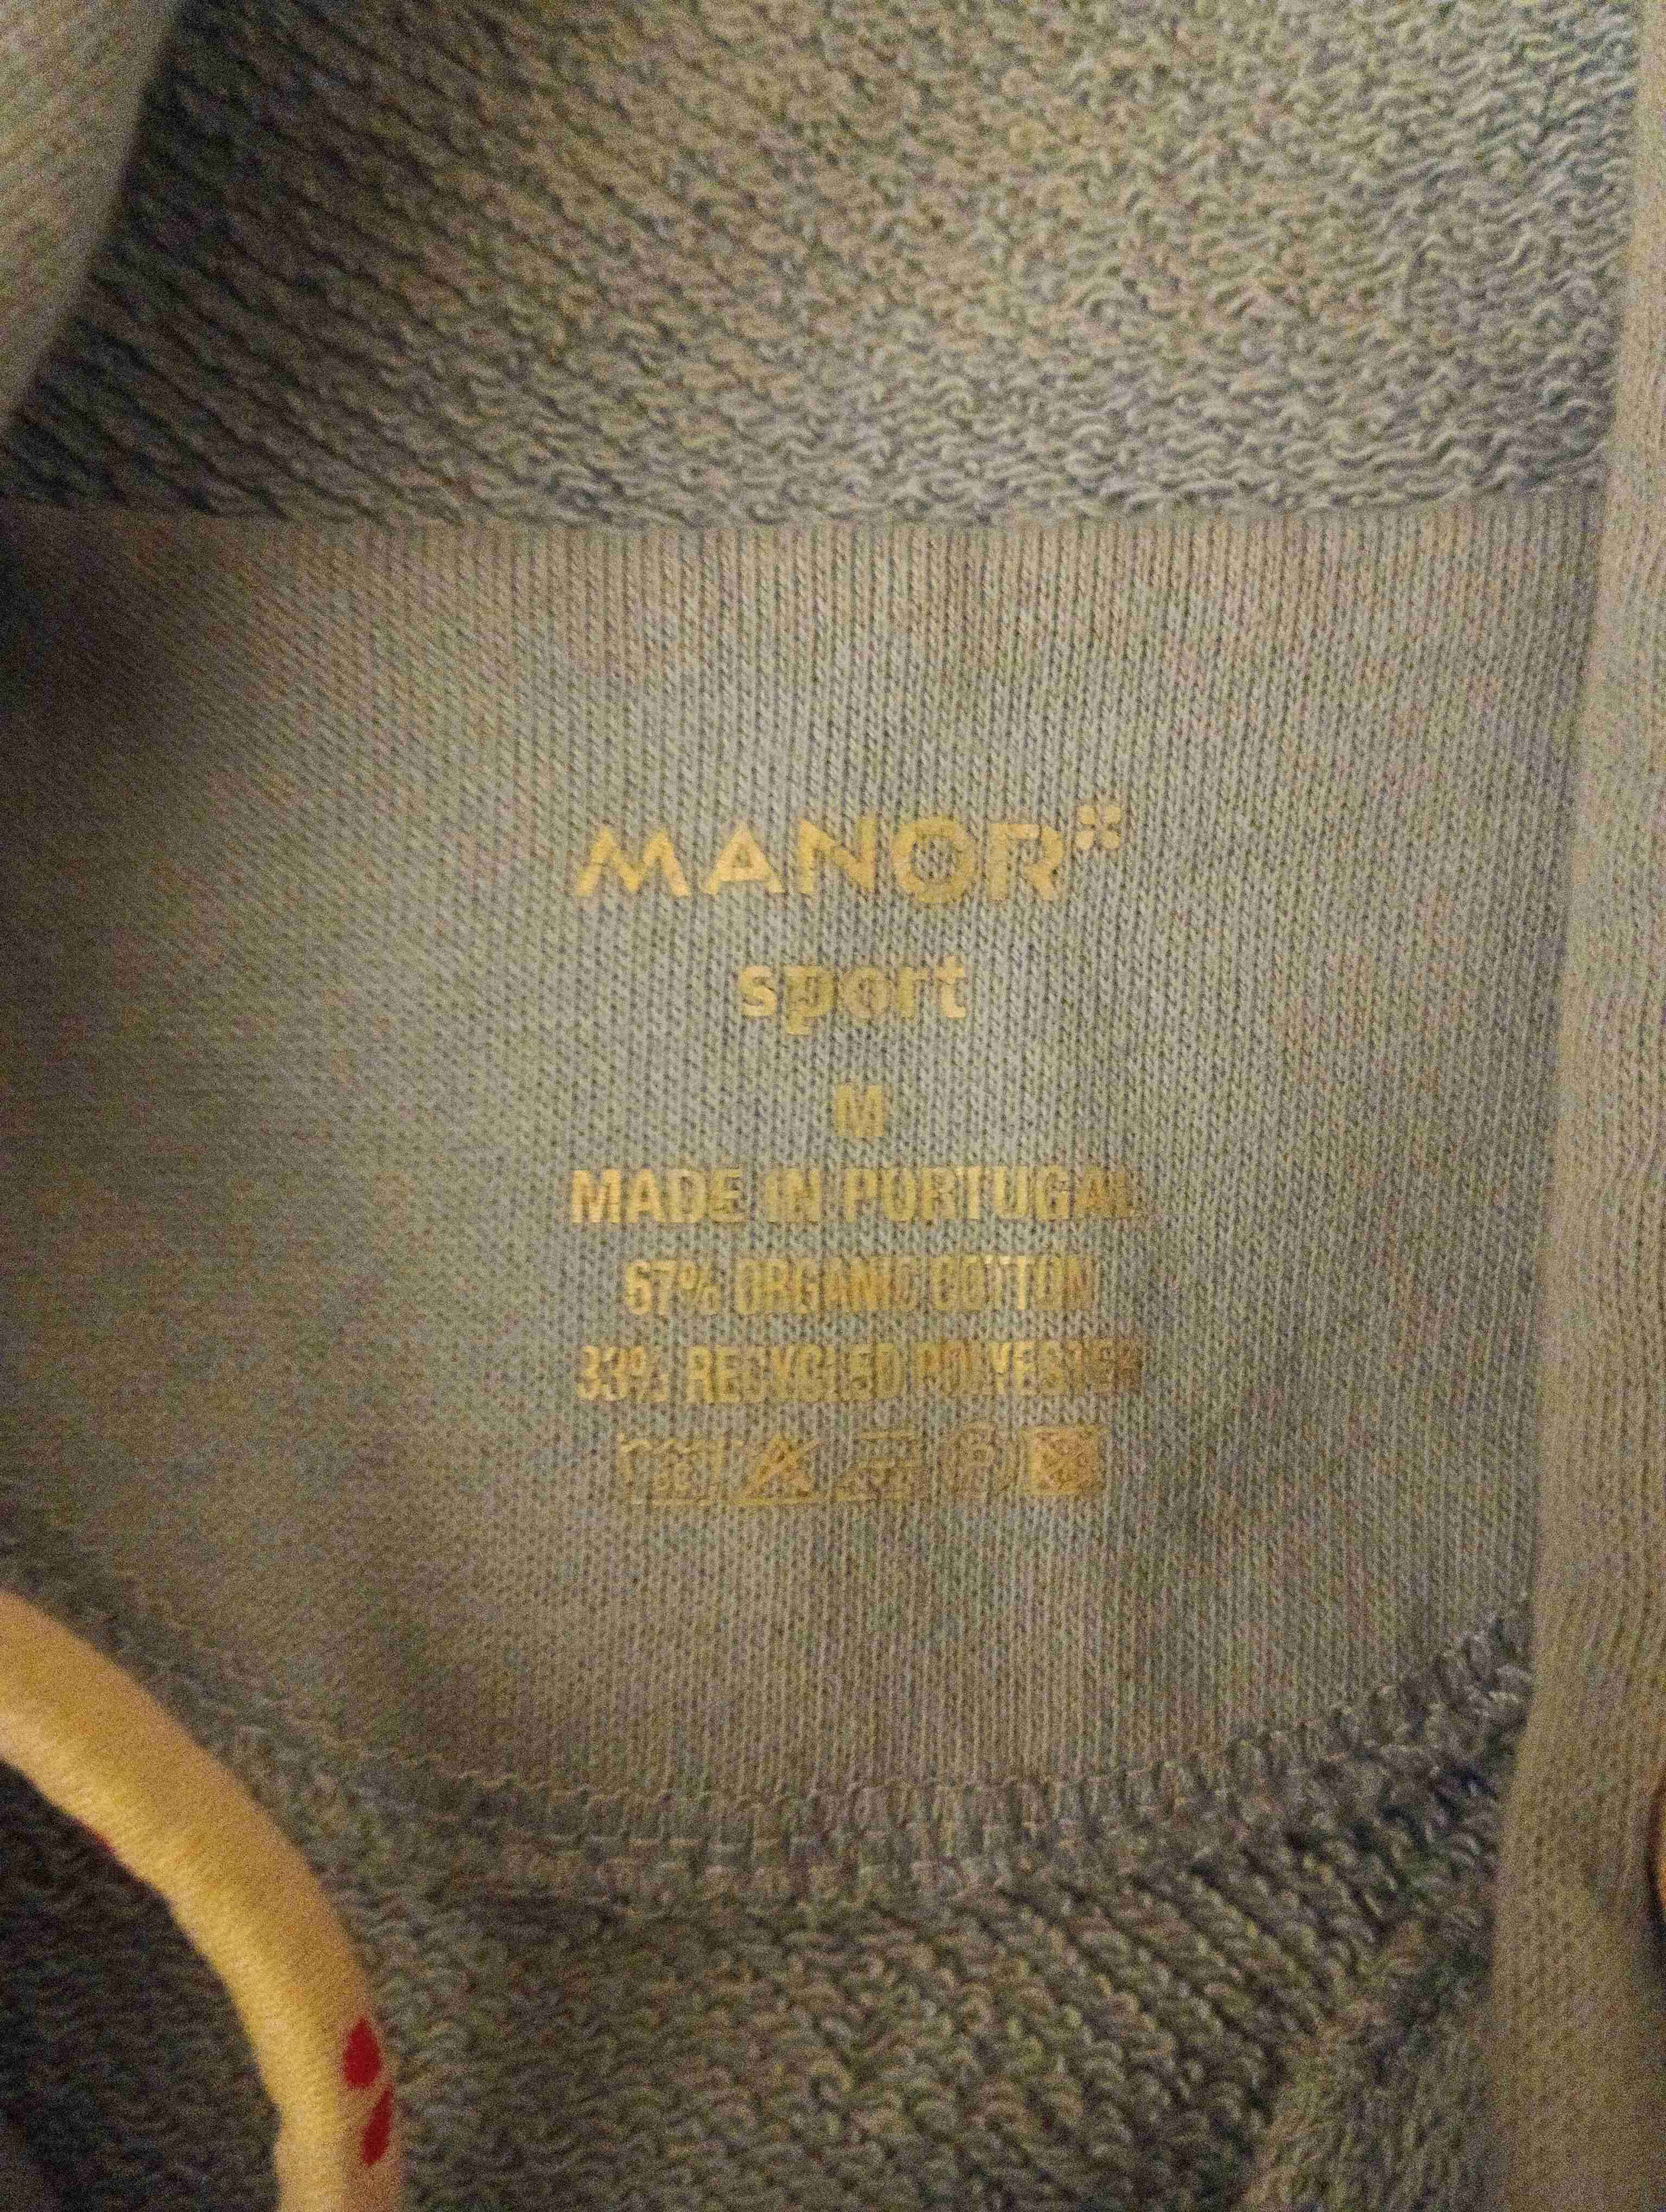 MANOR
sport
M
MADE IN PORTUGAL
67% ORGANIC COTTON
33% RECYCLED POLYESTER